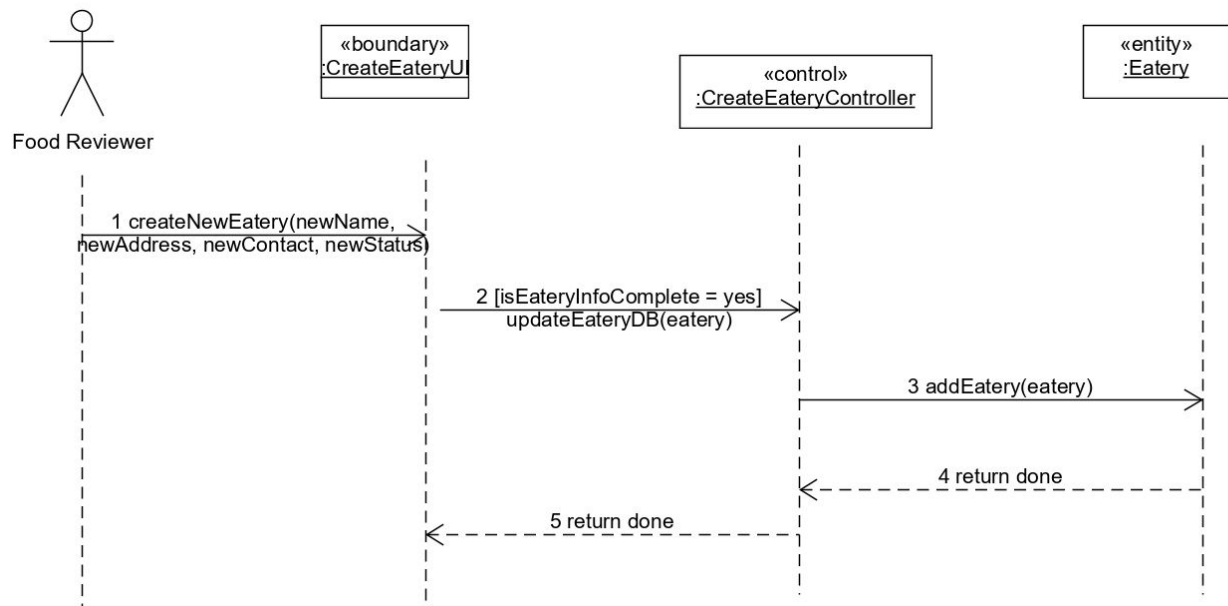 «boundary»
:CreateEateryUI
«entity»
:Eatery
«control»
:CreateEateryController
Food Reviewer
1 createNewEatery(newName,
newAddress, newContact, newStatus)
2 [isEateryInfoComplete = yes]
updateEateryDB(eatery)
3 addEatery(eatery)
4 return done
5 return done